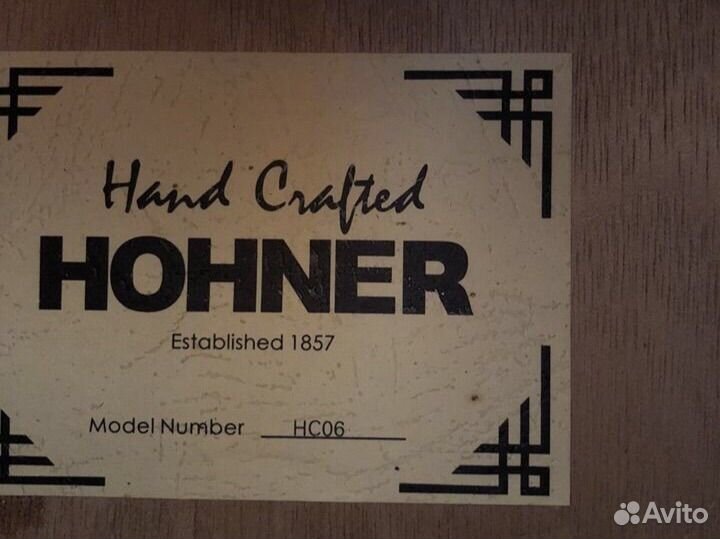 Hand Crafted
HOHNER
Established 1857
Model Number HC06
Avito